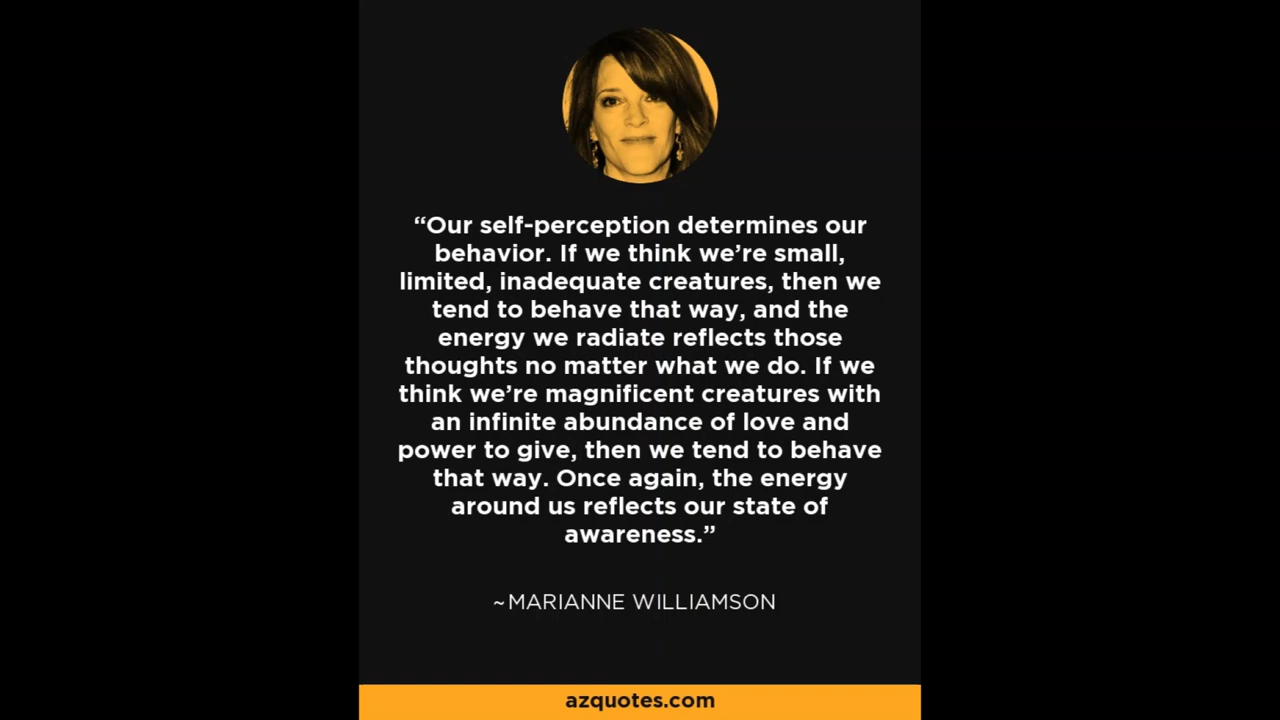 “Our self-perception determines our
behavior. If we think we’re small,
limited, inadequate creatures, then we
tend to behave that way, and the
energy we radiate reflects those
thoughts no matter what we do. If we
think we’re magnificent creatures with
an infinite abundance of love and
power to give, then we tend to behave
that way. Once again, the energy
around us reflects our state of
awareness.”
~MARIANNE WILLIAMSON
azquotes.com